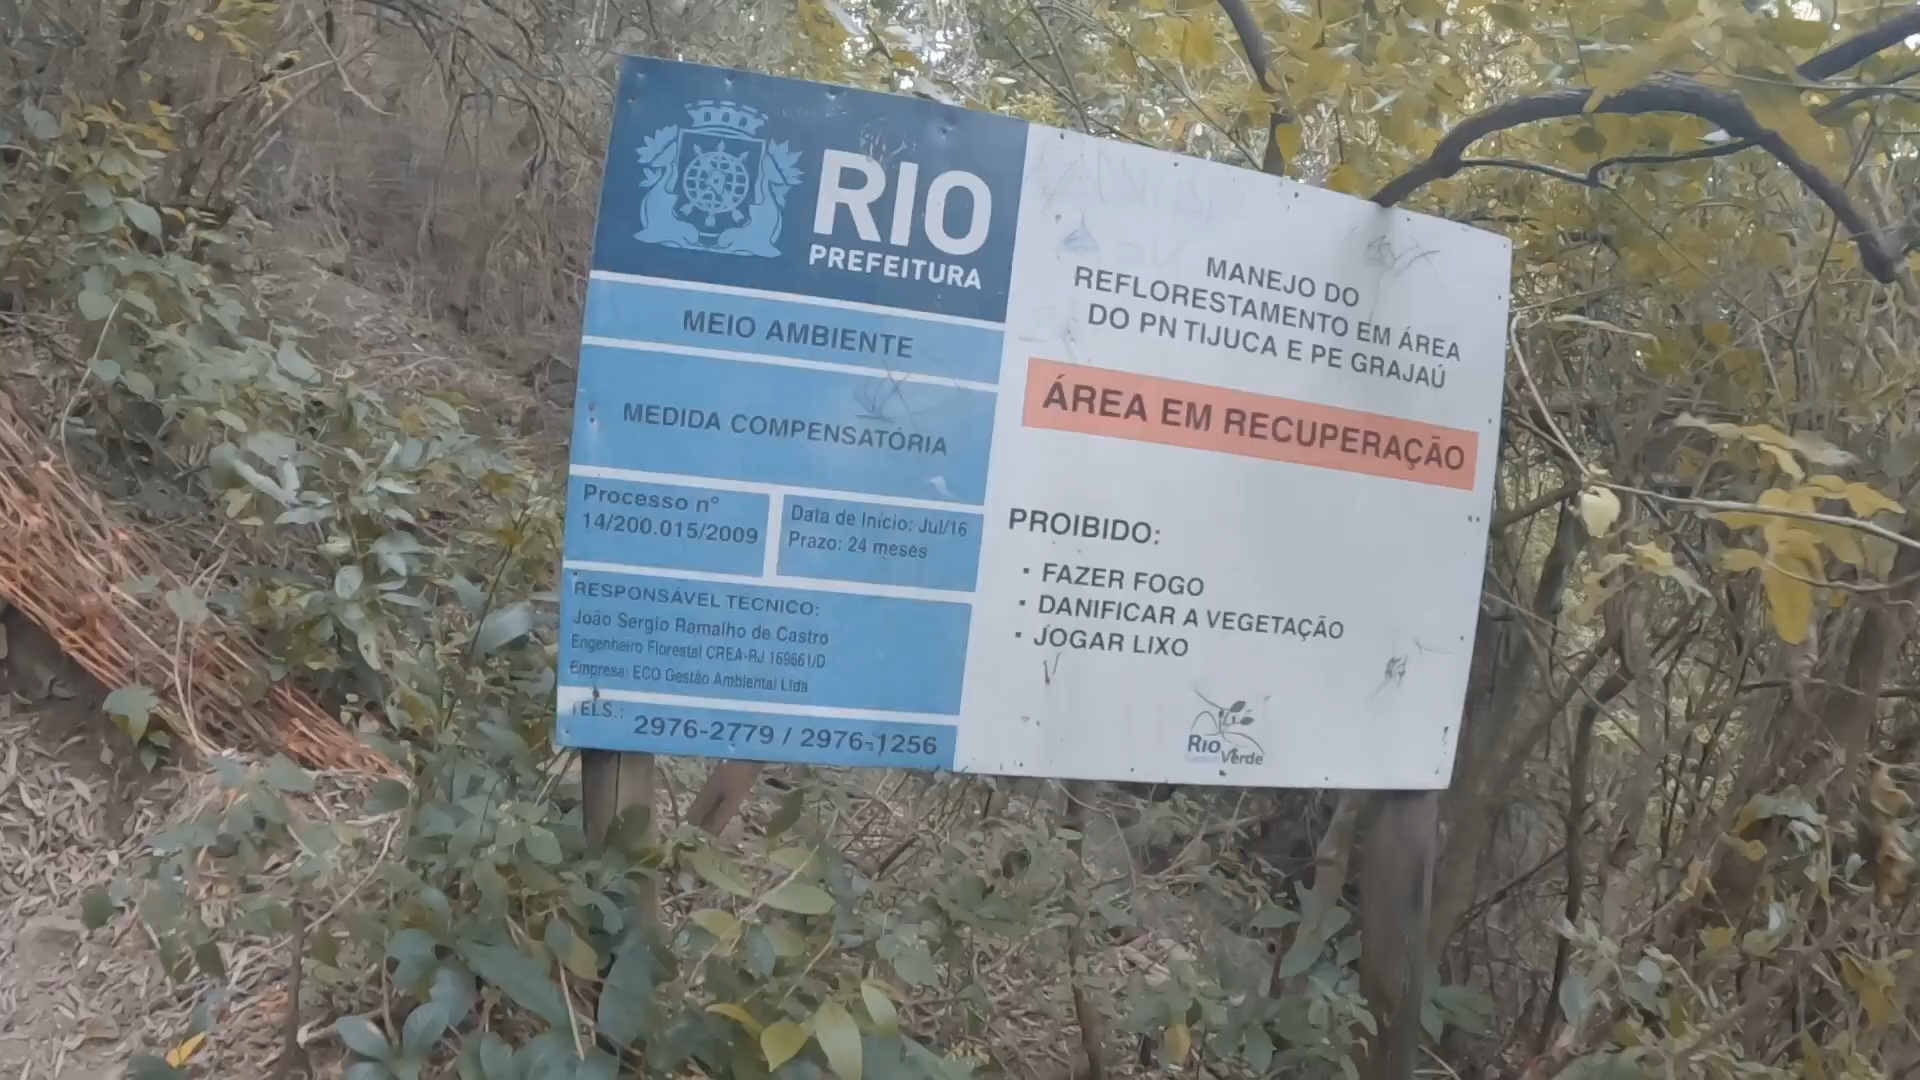 RIO
PREFEITURA
MEIO AMBIENTE
MEDIDA COMPENSATÓRIA
Processo nº
14/200.015/2009
Data de Início: Jul/16
Prazo: 24 meses
RESPONSÁVEL TÉCNICO:
João Sergio Ramalho de Castro
Engenheiro Florestal CREA-RJ 169661/D
Empresa: ECO Gestão Ambiental Ltda
TELS.: 2976-2779 / 2976-1256
MANEJO DO
REFLORESTAMENTO EM ÁREA
DO PN TIJUCA E PE GRAJAÚ
ÁREA EM RECUPERAÇÃO
PROIBIDO:
· FAZER FOGO
· DANIFICAR A VEGETAÇÃO
· JOGAR LIXO
Rio
Verde